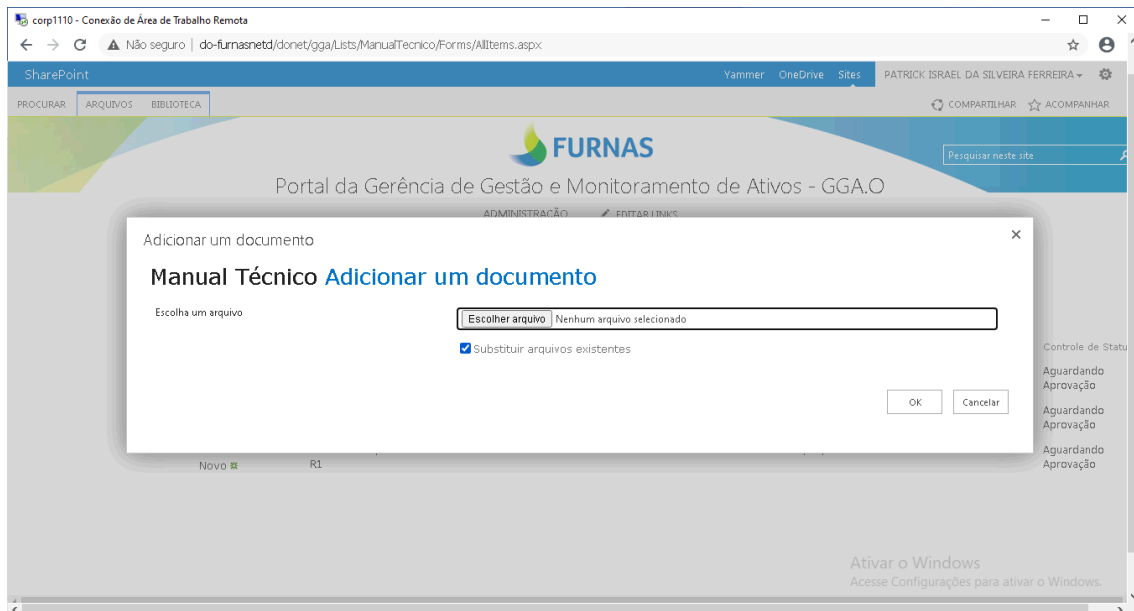 corp1110 - Conexão de Área de Trabalho Remota
Não seguro | do-furnasnetd/donet/gga/Lists/ManualTecnico/Forms/AllItems.aspx
SharePoint Yammer OneDrive Sites PATRICK ISRAEL DA SILVEIRA FERREIRA
PROCURAR ARQUIVOS BIBLIOTECA COMPARTILHAR ACOMPANHAR
FURNAS
Pesquisar neste site
Portal da Gerência de Gestão e Monitoramento de Ativos - GGA.O
ADMINISTRAÇÃO EDITAR LINKS
Adicionar um documento
Manual Técnico Adicionar um documento
Escolha um arquivo Escolher arquivo Nenhum arquivo selecionado
Substituir arquivos existentes
Controle de Statu
Aguardando
Aprovação
OK Cancelar
Aguardando
Aprovação
Aguardando
Aprovação
Novo R1
Ativar o Windows
Acesse Configurações para ativar o Windows.